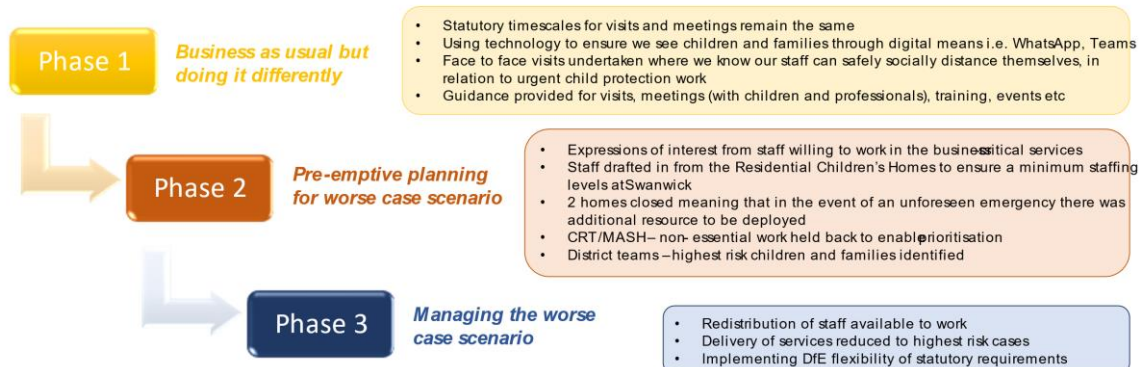 Phase 1
Business as usual but
doing it differently
• Statutory timescales for visits and meetings remain the same
• Using technology to ensure we see children and families through digital means i.e. WhatsApp, Teams
• Face to face visits undertaken where we know our staff can safely socially distance themselves, in
relation to urgent child protection work
• Guidance provided for visits, meetings (with children and professionals), training, events etc
Phase 2
Pre-emptive planning
for worse case scenario
• Expressions of interest from staff willing to work in the business-critical services
• Staff drafted in from the Residential Children's Homes to ensure a minimum staffing
levels at Swanwick
• 2 homes closed meaning that in the event of an unforeseen emergency there was
additional resource to be deployed
• CRT/MASH – non- essential work held back to enable prioritisation
• District teams – highest risk children and families identified
Phase 3
Managing the worse
case scenario
• Redistribution of staff available to work
• Delivery of services reduced to highest risk cases
• Implementing DfE flexibility of statutory requirements